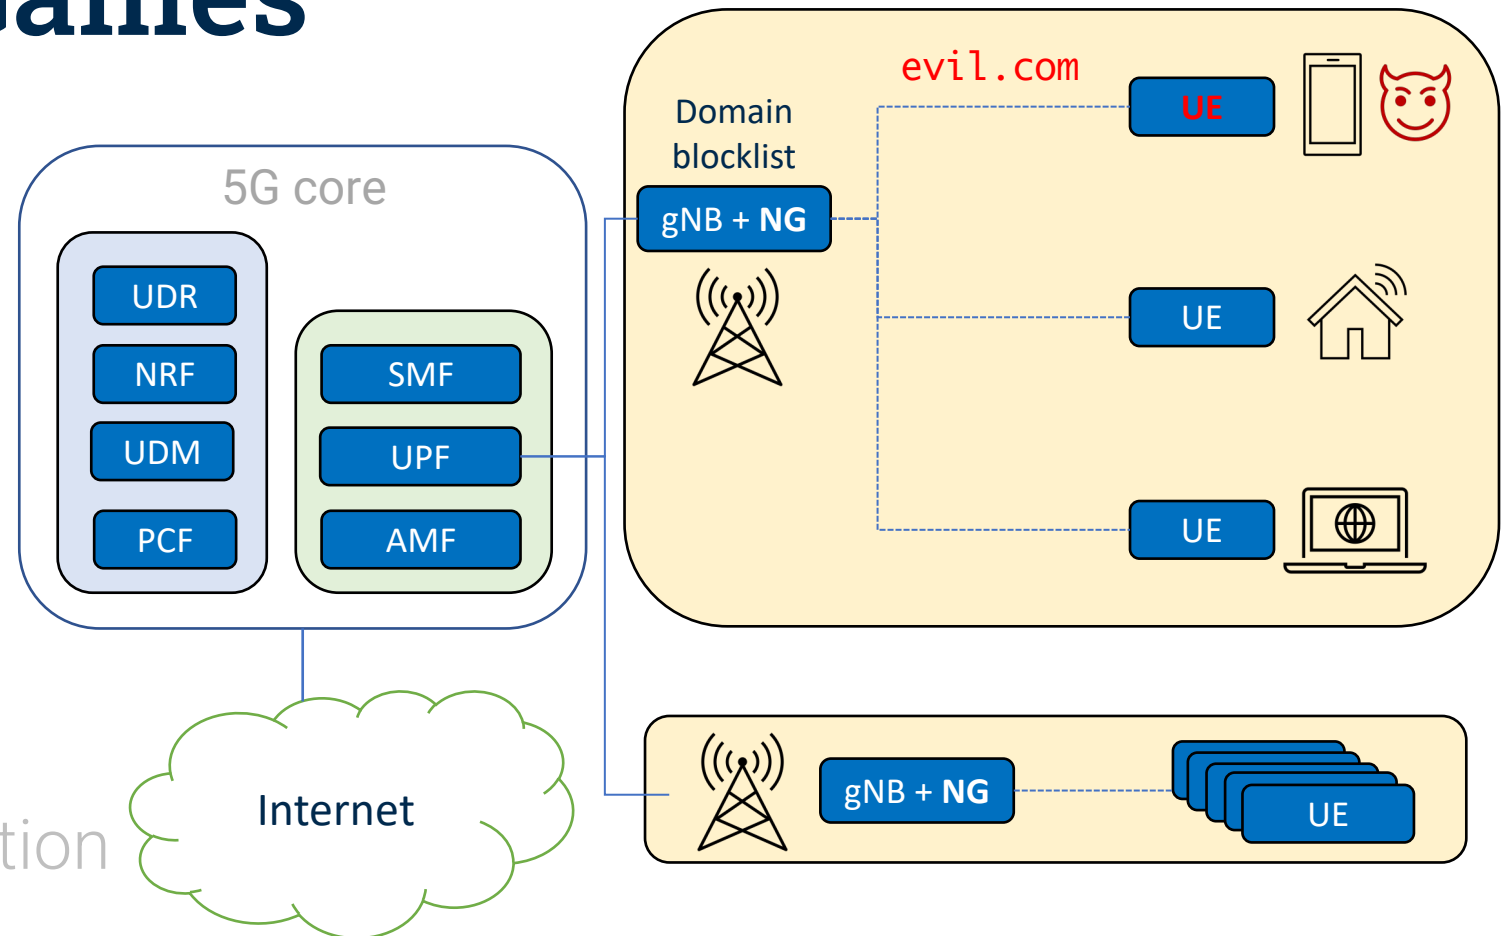 5G core
UDR
NRF
UDM
PCF
SMF
UPF
AMF
Internet
Domain
blocklist
gNB + NG
evil.com
UE
UE
UE
gNB + NG
UE